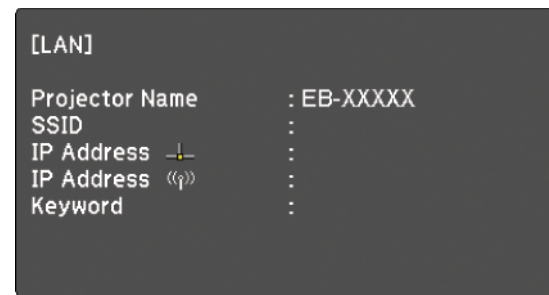 [LAN]
Projector Name : EB-XXXXX
SSID :
IP Address :
IP Address :
Keyword :